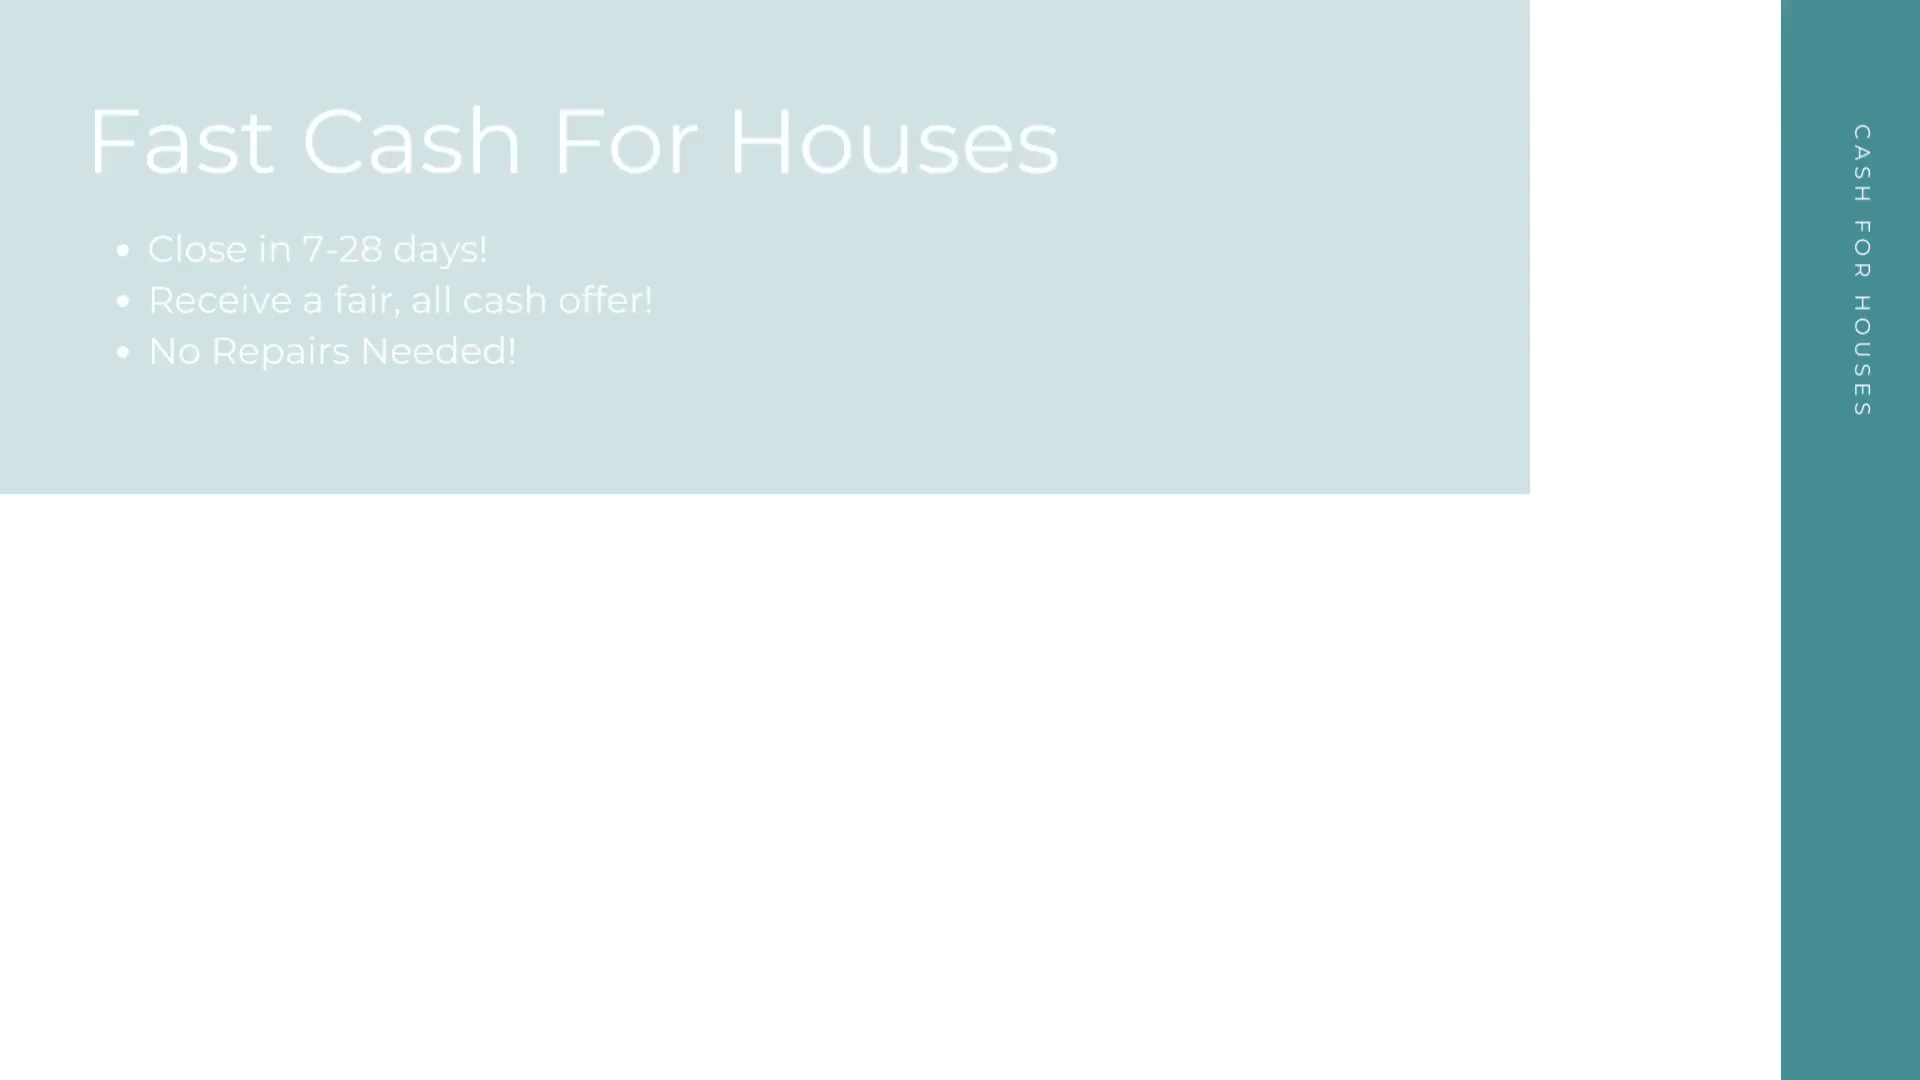 Fast Cash For Houses
• Close in 7-28 days!
• Receive a fair, all cash offer!
• No Repairs Needed!
CASH FOR HOUSES